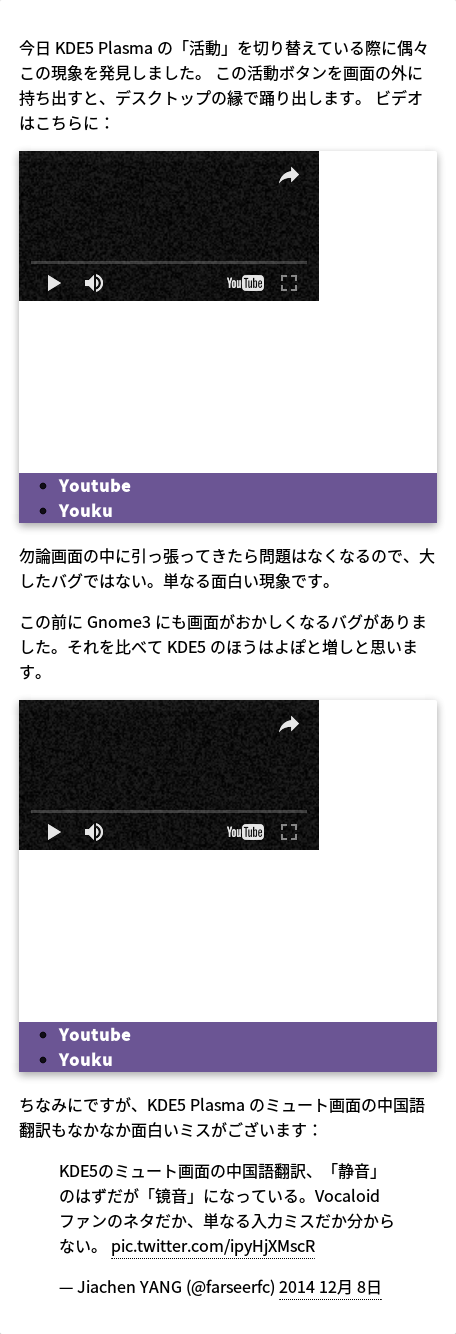 今日 KDE5 Plasma の「活動」を切り替えている際に偶々
この現象を発見しました。 この活動ボタンを画面の外に
持ち出すと、デスクトップの縁で踊り出します。 ビデオ
はこちらに：
YouTube
Youtube
Youku
勿論画面の中に引っ張ってきたら問題はなくなるので、大
したバグではない。単なる面白い現象です。
この前に Gnome3 にも画面がおかしくなるバグがありま
した。それを比べて KDE5 のほうはよぽと増しと思いま
す。
YouTube
Youtube
Youku
ちなみにですが、KDE5 Plasma のミュート画面の中国語
翻訳もなかなか面白いミスがございます：
KDE5のミュート画面の中国語翻訳、「静音」
のはずだが「镜音」になっている。Vocaloid
ファンのネタだか、単なる入力ミスだか分から
ない。 pic.twitter.com/ipyHjXMscR
— Jiachen YANG (@farseerfc) 2014 12月 8日